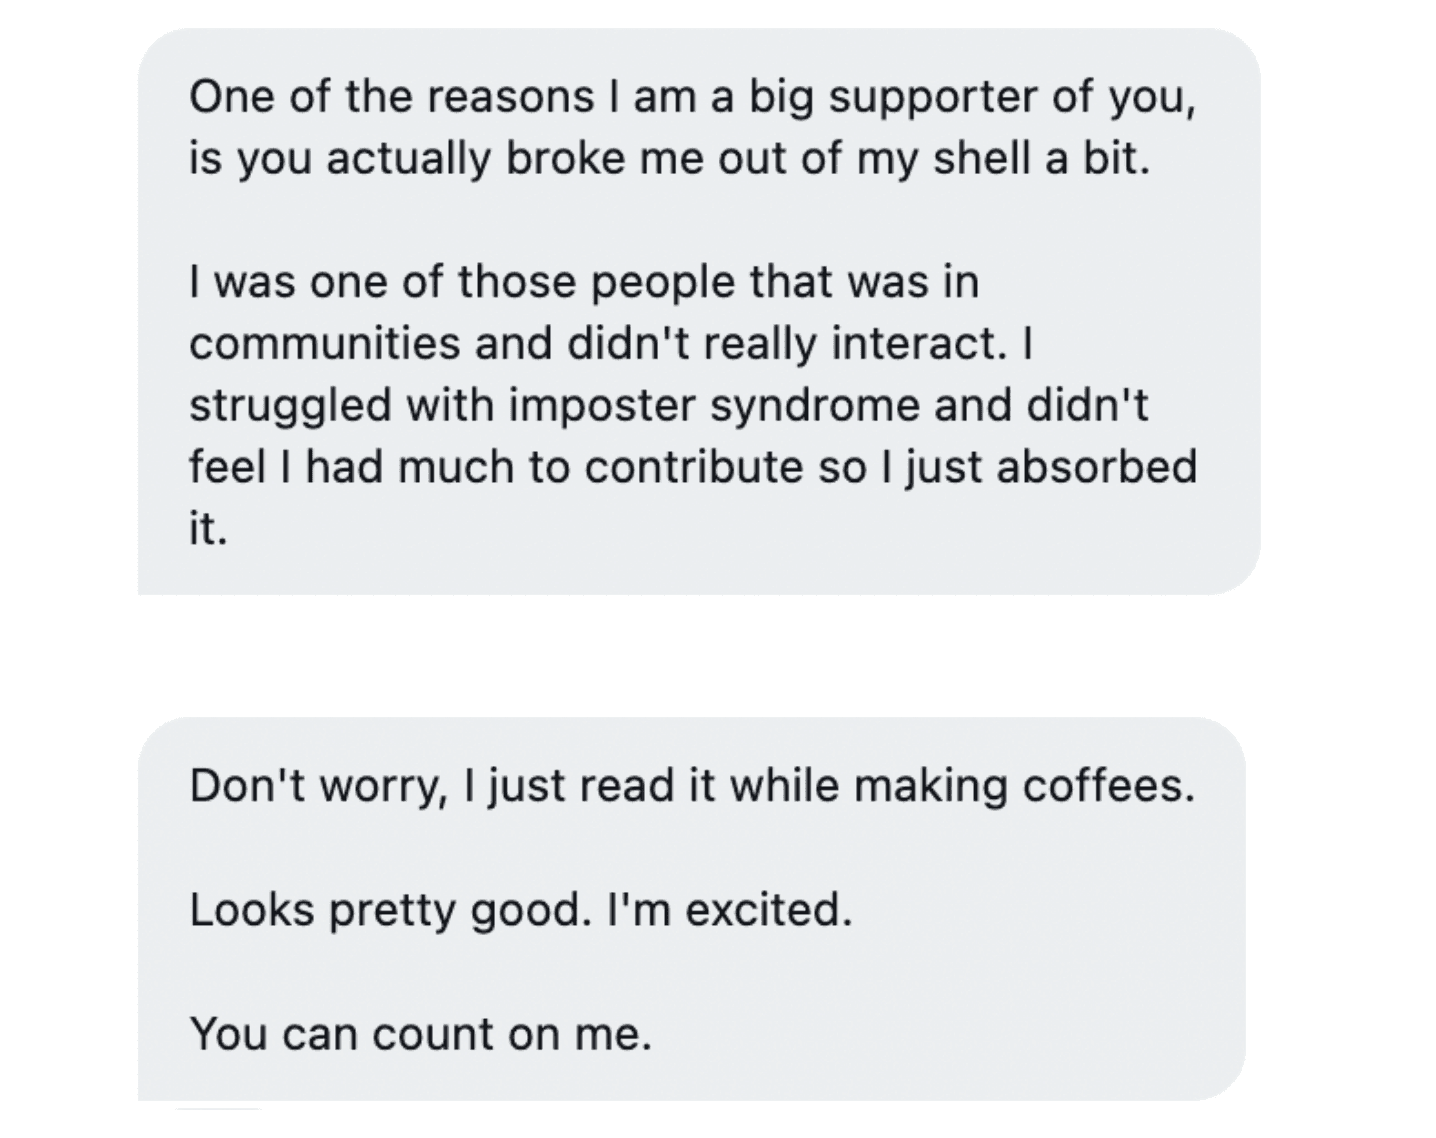 One of the reasons I am a big supporter of you,
is you actually broke me out of my shell a bit.
I was one of those people that was in
communities and didn't really interact. I
struggled with imposter syndrome and didn't
feel I had much to contribute so I just absorbed
it.
Don't worry, I just read it while making coffees.
Looks pretty good. I'm excited.
You can count on me.